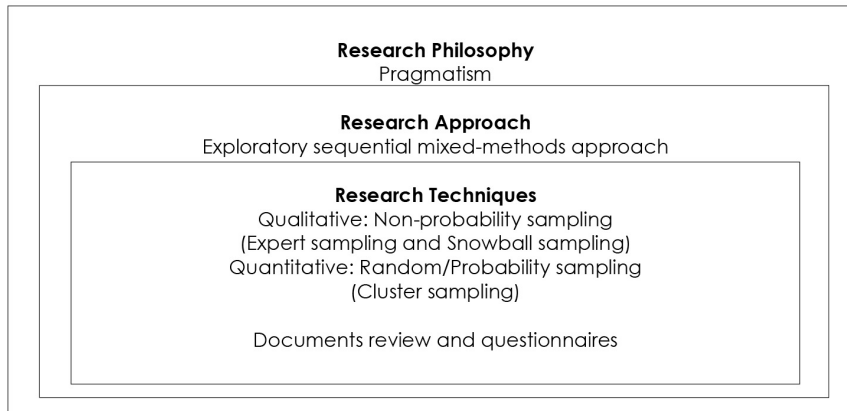 Research Philosophy
Pragmatism
Research Approach
Exploratory sequential mixed-methods approach
Research Techniques
Qualitative: Non-probability sampling
(Expert sampling and Snowball sampling)
Quantitative: Random/Probability sampling
(Cluster sampling)
Documents review and questionnaires